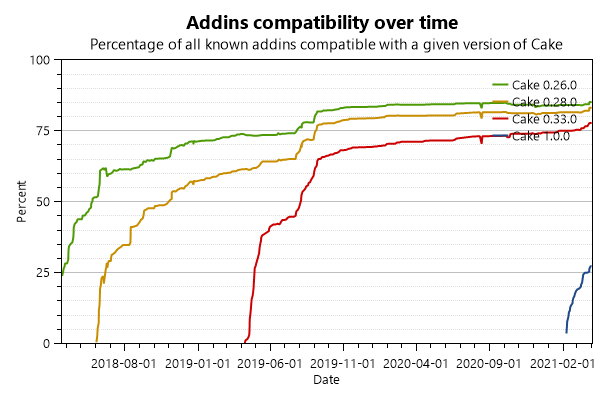 Addins compatibility over time
Percentage of all known addins compatible with a given version of Cake
100
75
50
25
0
Percent
Cake 0.26.0
Cake 0.28.0
Cake 0.33.0
Cake 1.0.0
2018-08-01 2019-01-01 2019-06-01 2019-11-01 2020-04-01 2020-09-01 2021-02-01
Date